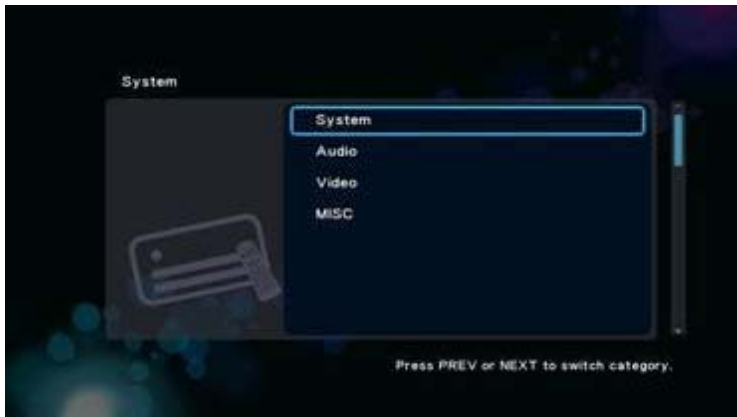 System
System
Audio
Video
MISC
Press PREV or NEXT to switch category.